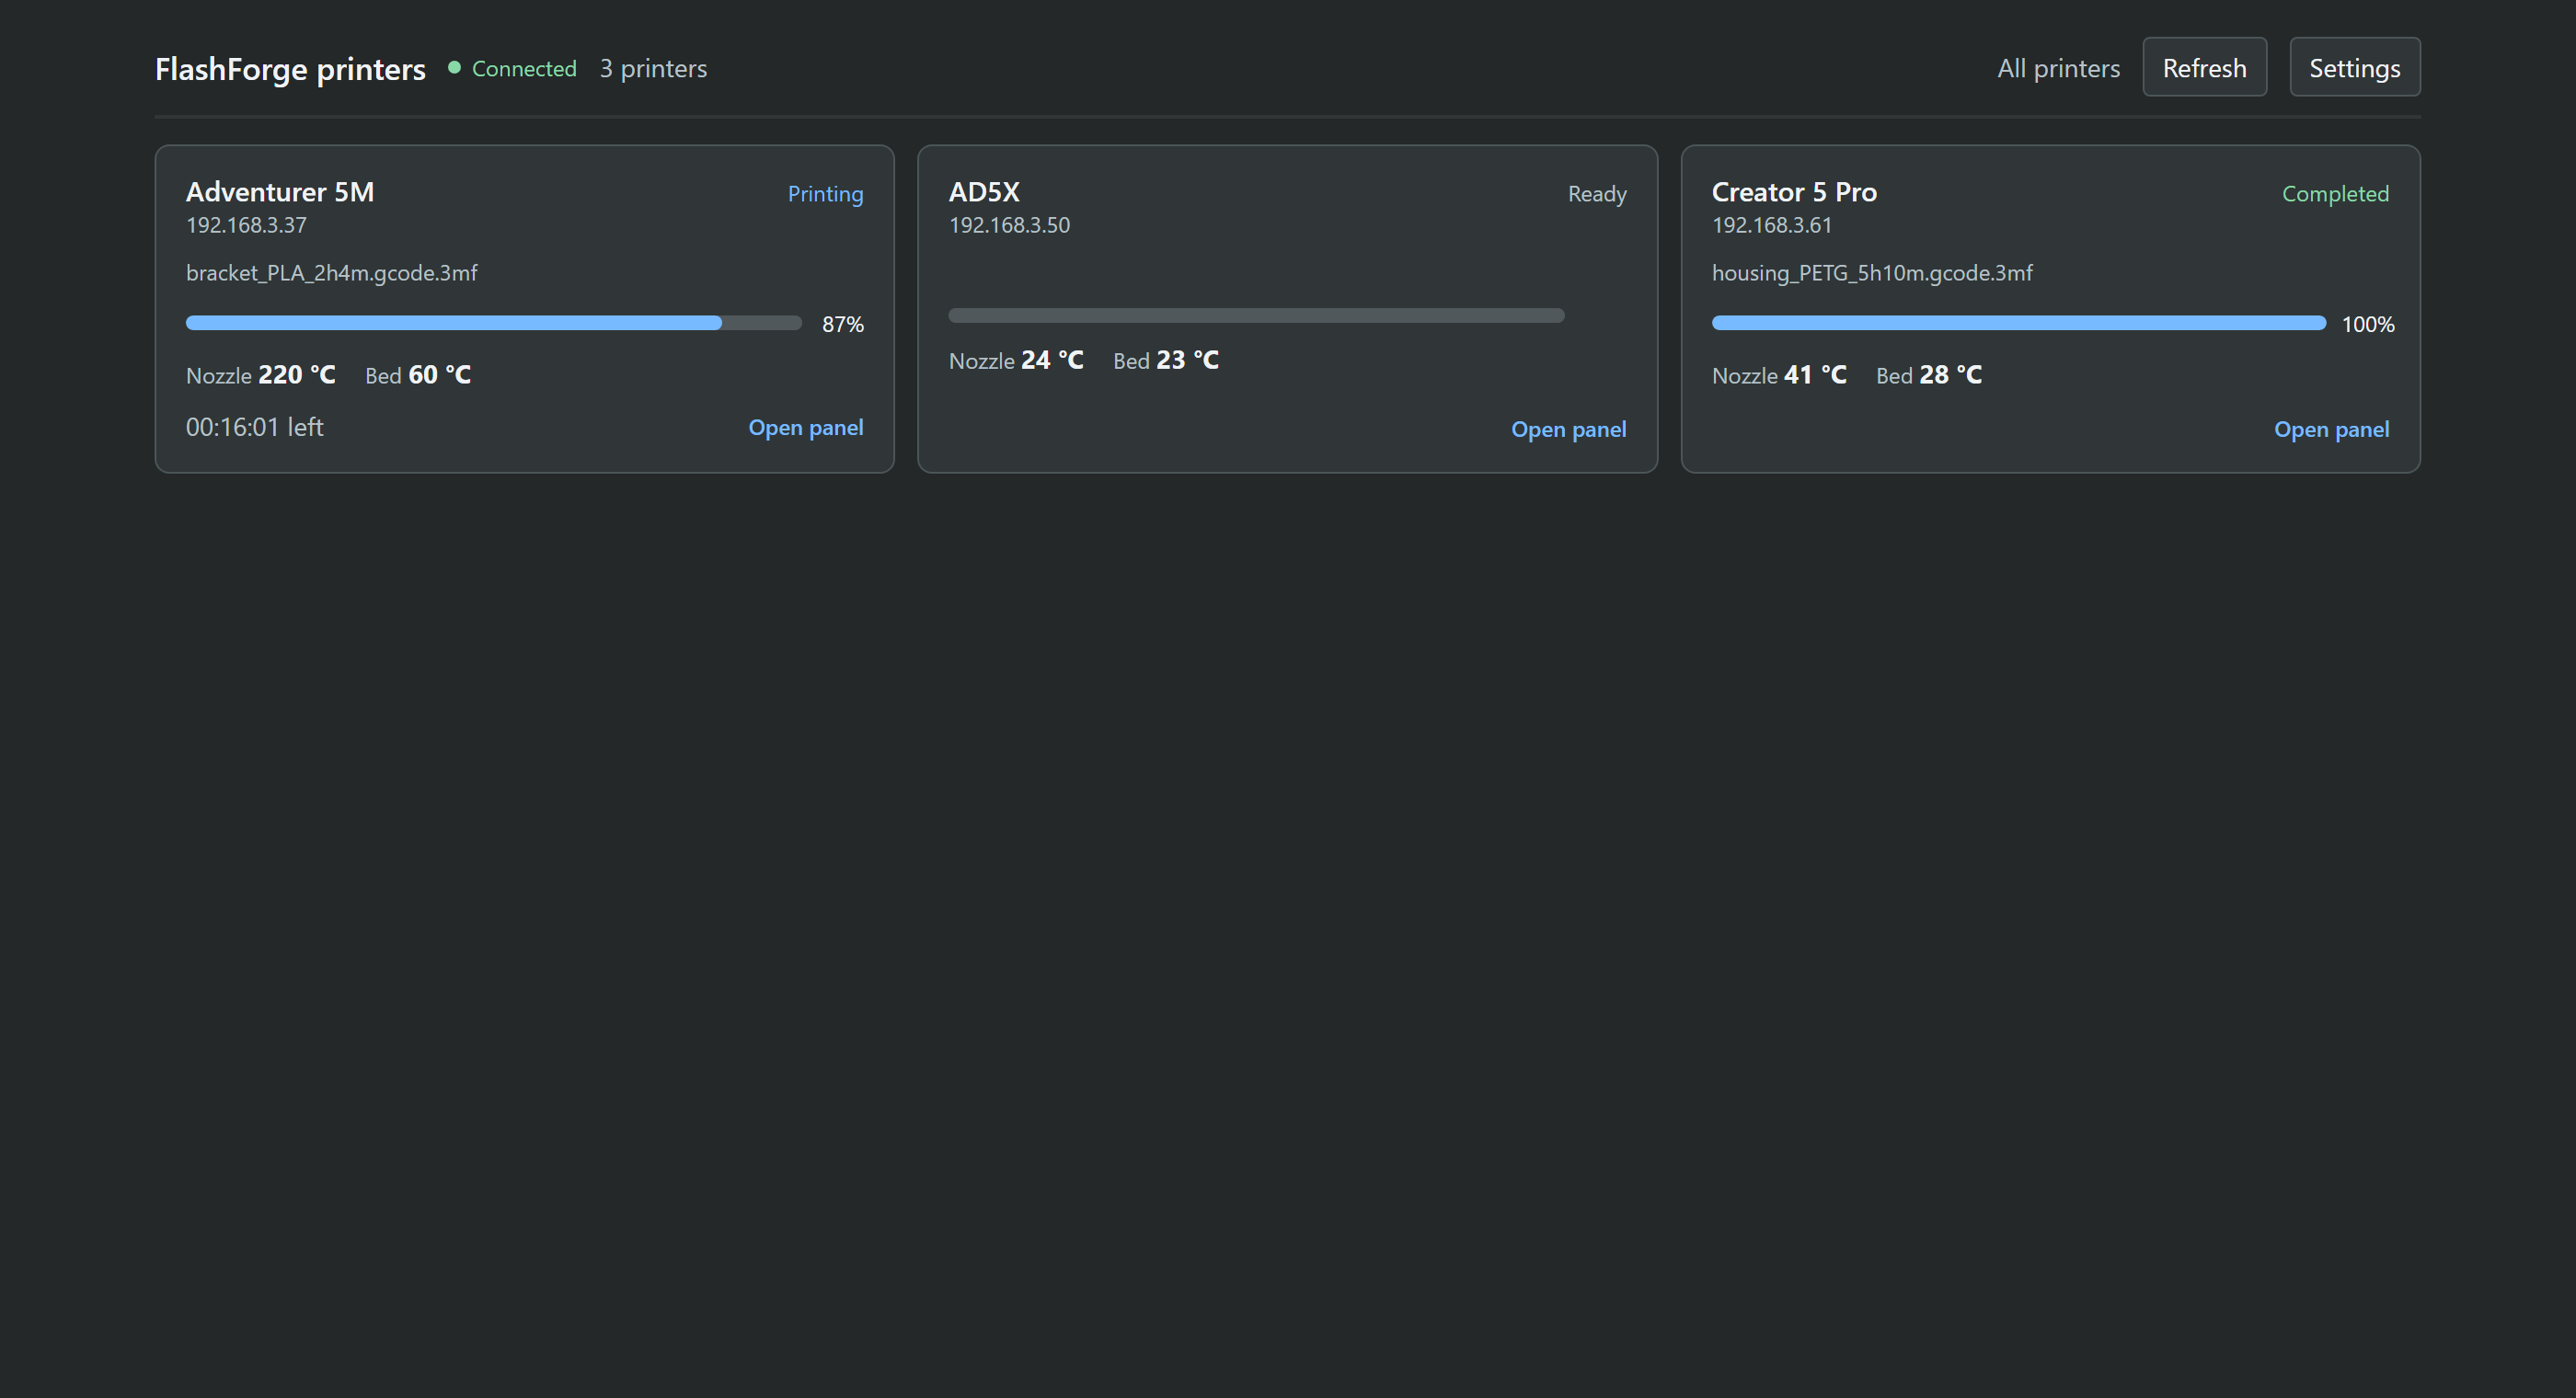 FlashForge printers Connected 3 printers All printers Refresh Settings
Adventurer 5M Printing
192.168.3.37
bracket_PLA_2h4m.gcode.3mf
87%
Nozzle 220 °C Bed 60 °C
00:16:01 left Open panel
AD5X Ready
192.168.3.50
Nozzle 24 °C Bed 23 °C
Open panel
Creator 5 Pro Completed
192.168.3.61
housing_PETG_5h10m.gcode.3mf
100%
Nozzle 41 °C Bed 28 °C
Open panel